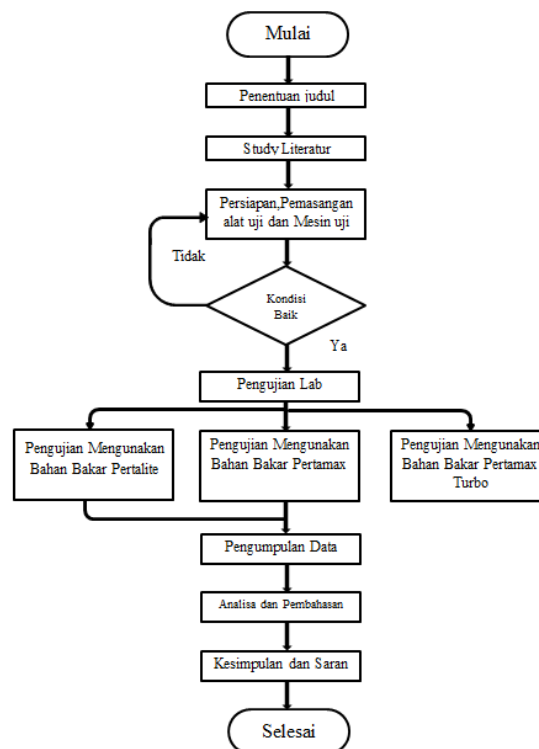 Mulai
Penentuan judul
Study Literatur
Persiapan,Pemasangan
alat uji dan Mesin uji
Tidak
Kondisi
Baik
Ya
Pengujian Lab
Pengujian Mengunakan
Bahan Bakar Pertalite
Pengujian Mengunakan
Bahan Bakar Pertamax
Pengujian Mengunakan
Bahan Bakar Pertamax
Turbo
Pengumpulan Data
Analisa dan Pembahasan
Kesimpulan dan Saran
Selesai